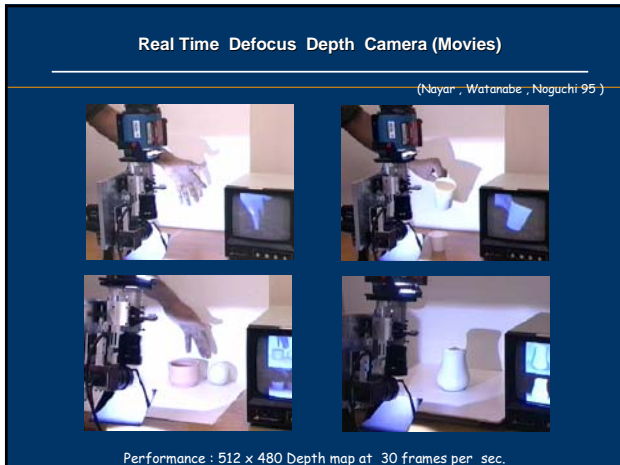 Real Time Defocus Depth Camera (Movies)
(Nayar , Watanabe , Noguchi 95 )
Performance : 512 x 480 Depth map at 30 frames per sec.